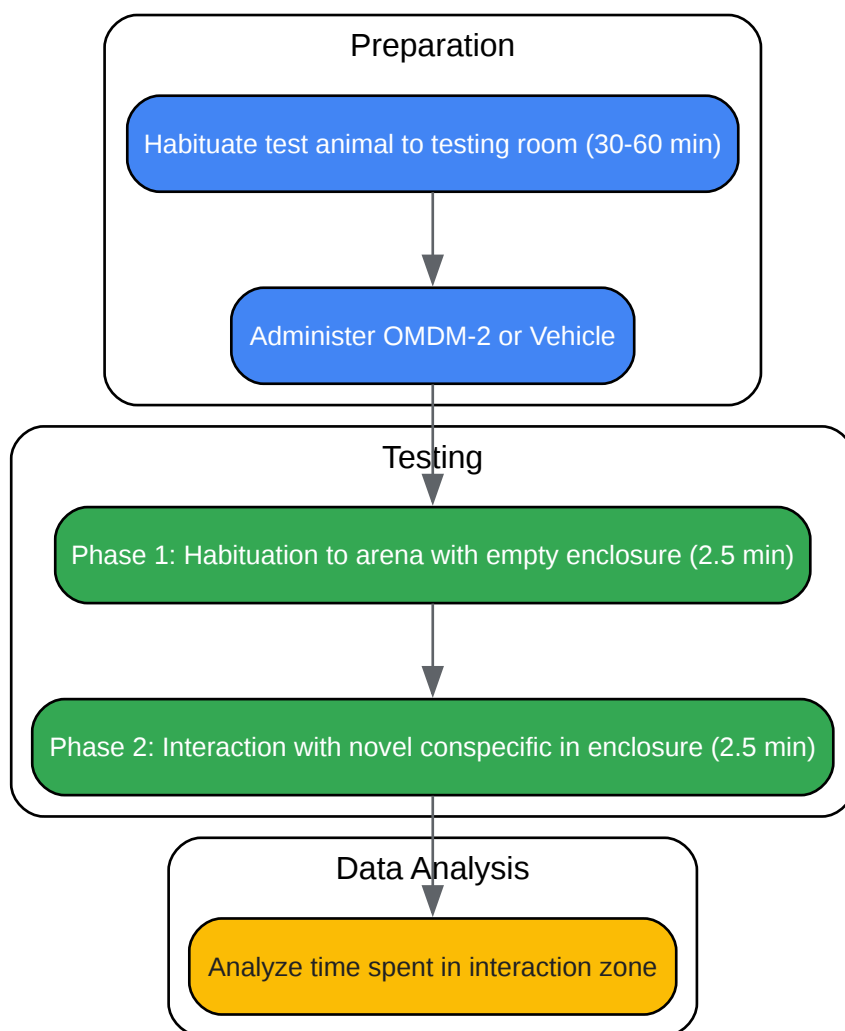 Preparation
Habituate test animal to testing room (30-60 min)
Administer OMDM-2 or Vehicle
Testing
Phase 1: Habituation to arena with empty enclosure (2.5 min)
Phase 2: Interaction with novel conspecific in enclosure (2.5 min)
Data Analysis
Analyze time spent in interaction zone